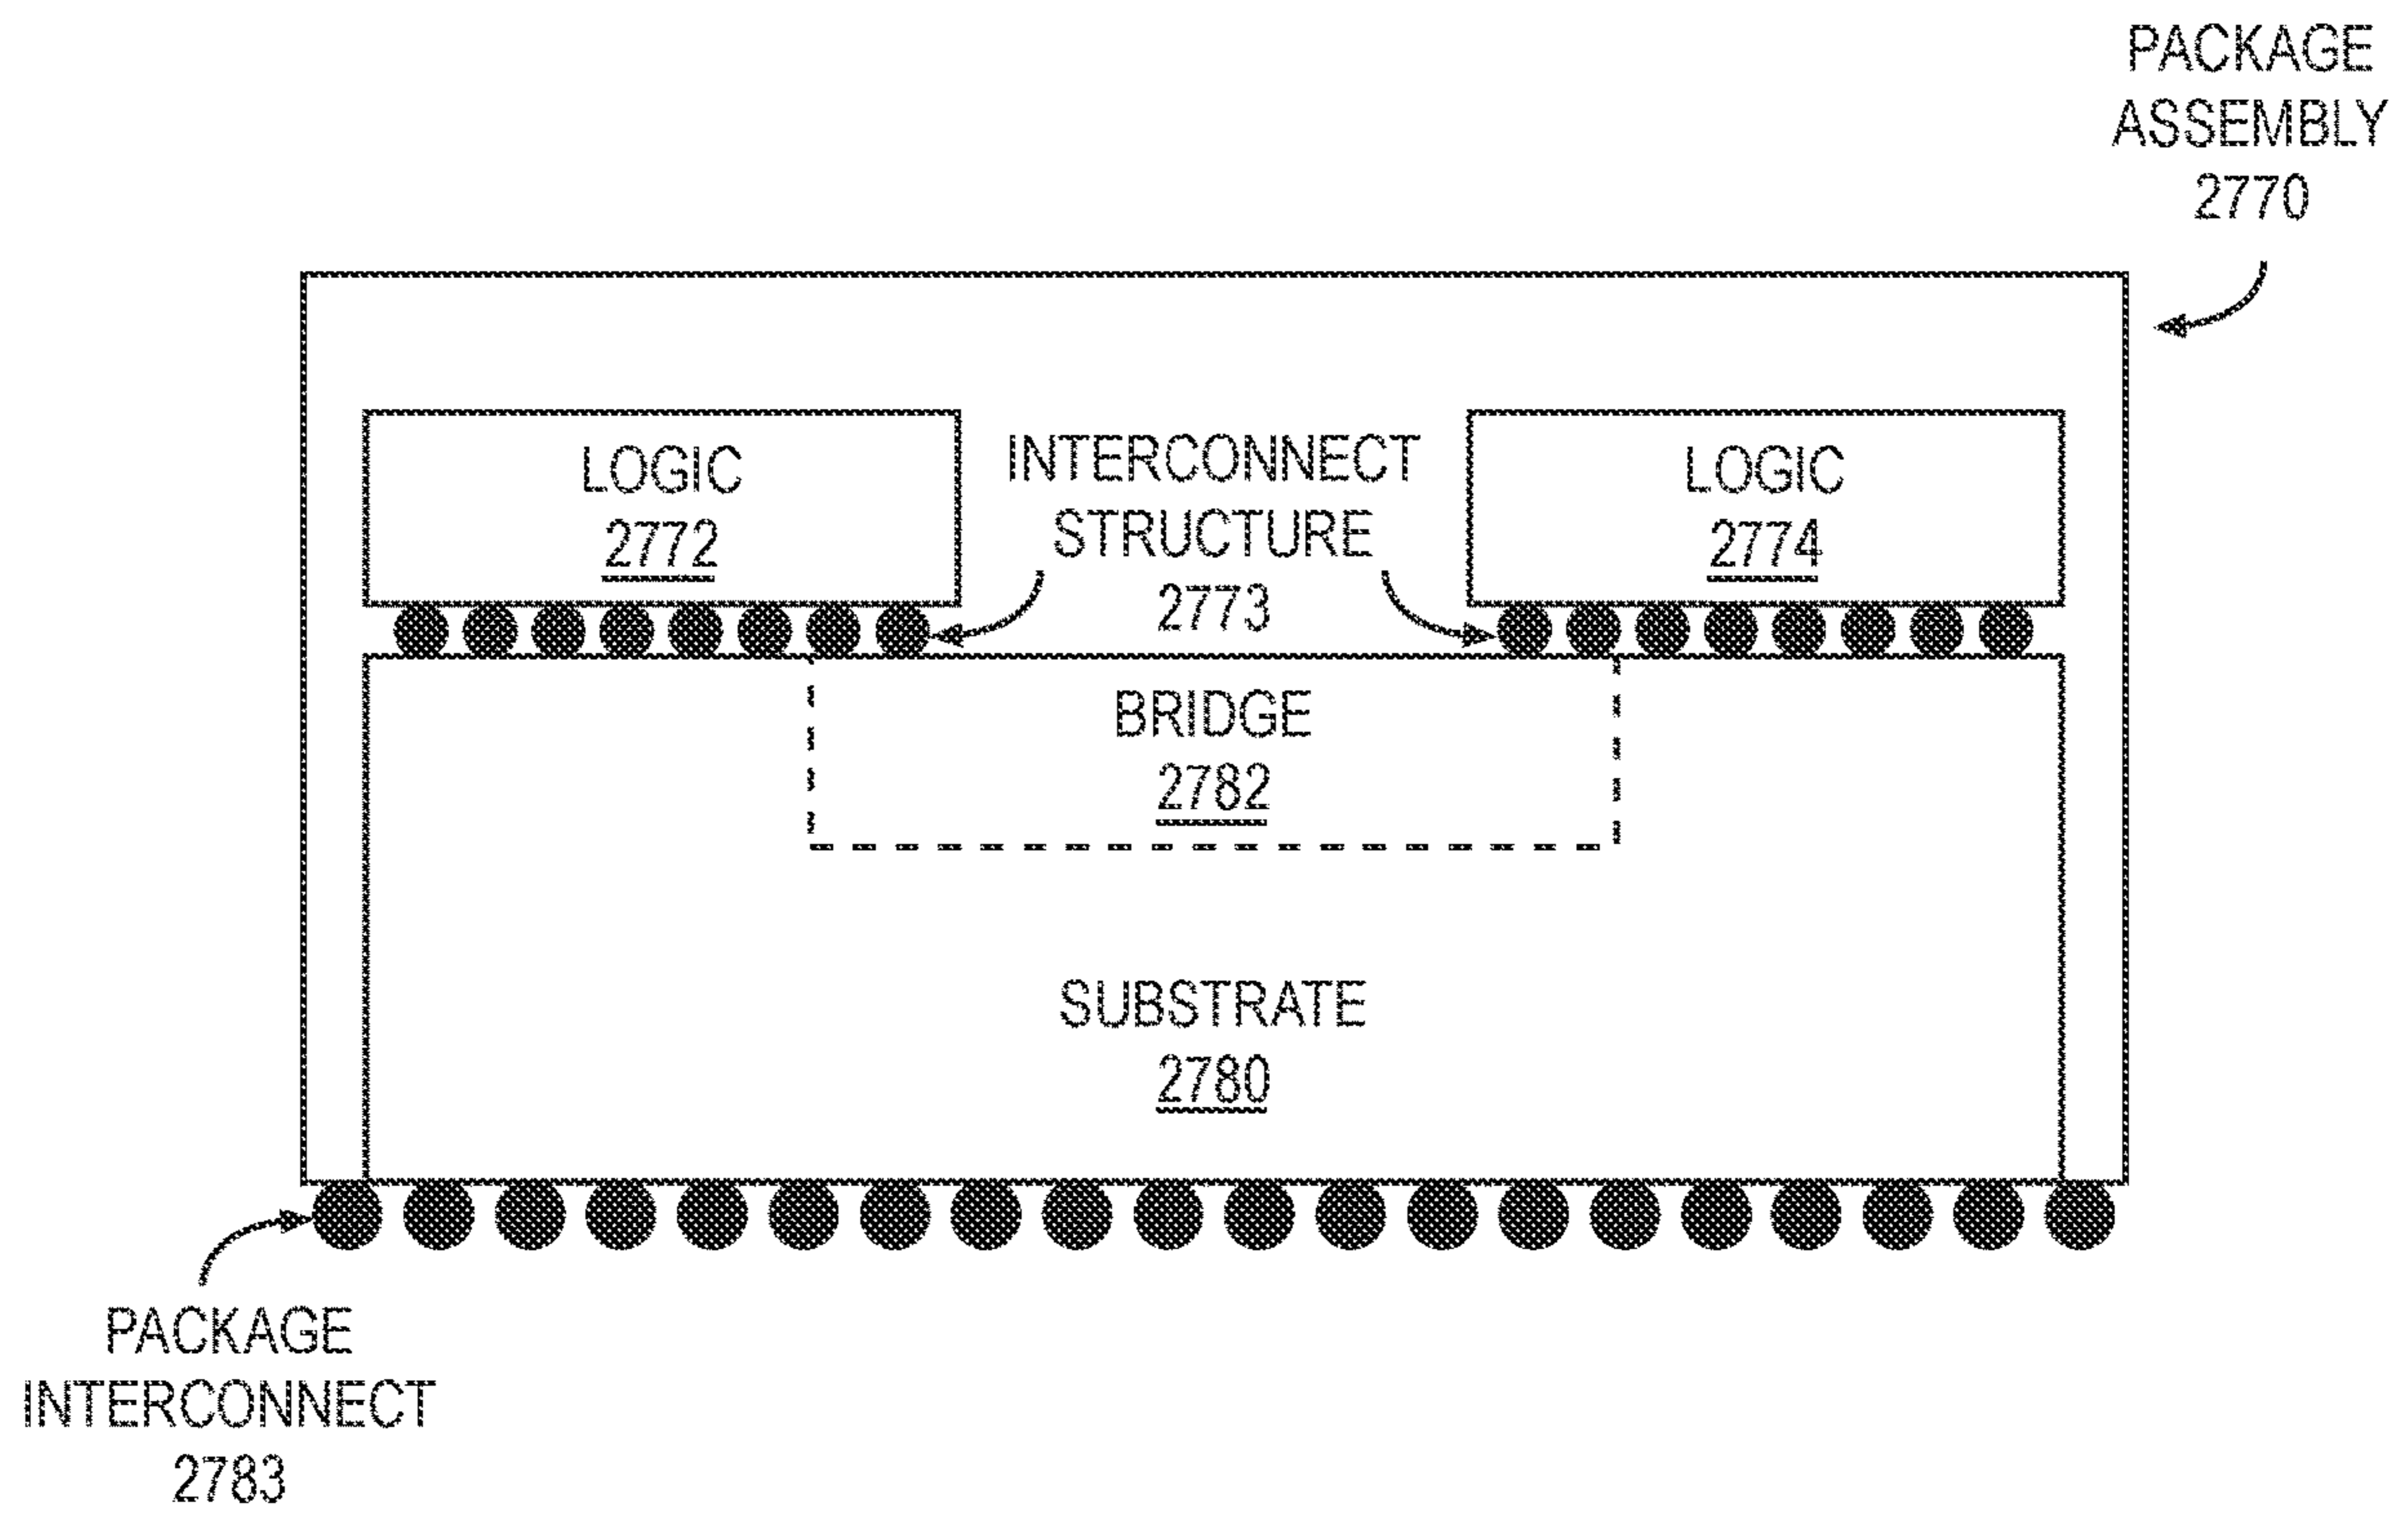 PACKAGE
ASSEMBLY
2770
LOGIC
2772
INTERCONNECT
STRUCTURE
2773
LOGIC
2774
BRIDGE
2782
SUBSTRATE
2780
PACKAGE
INTERCONNECT
2783